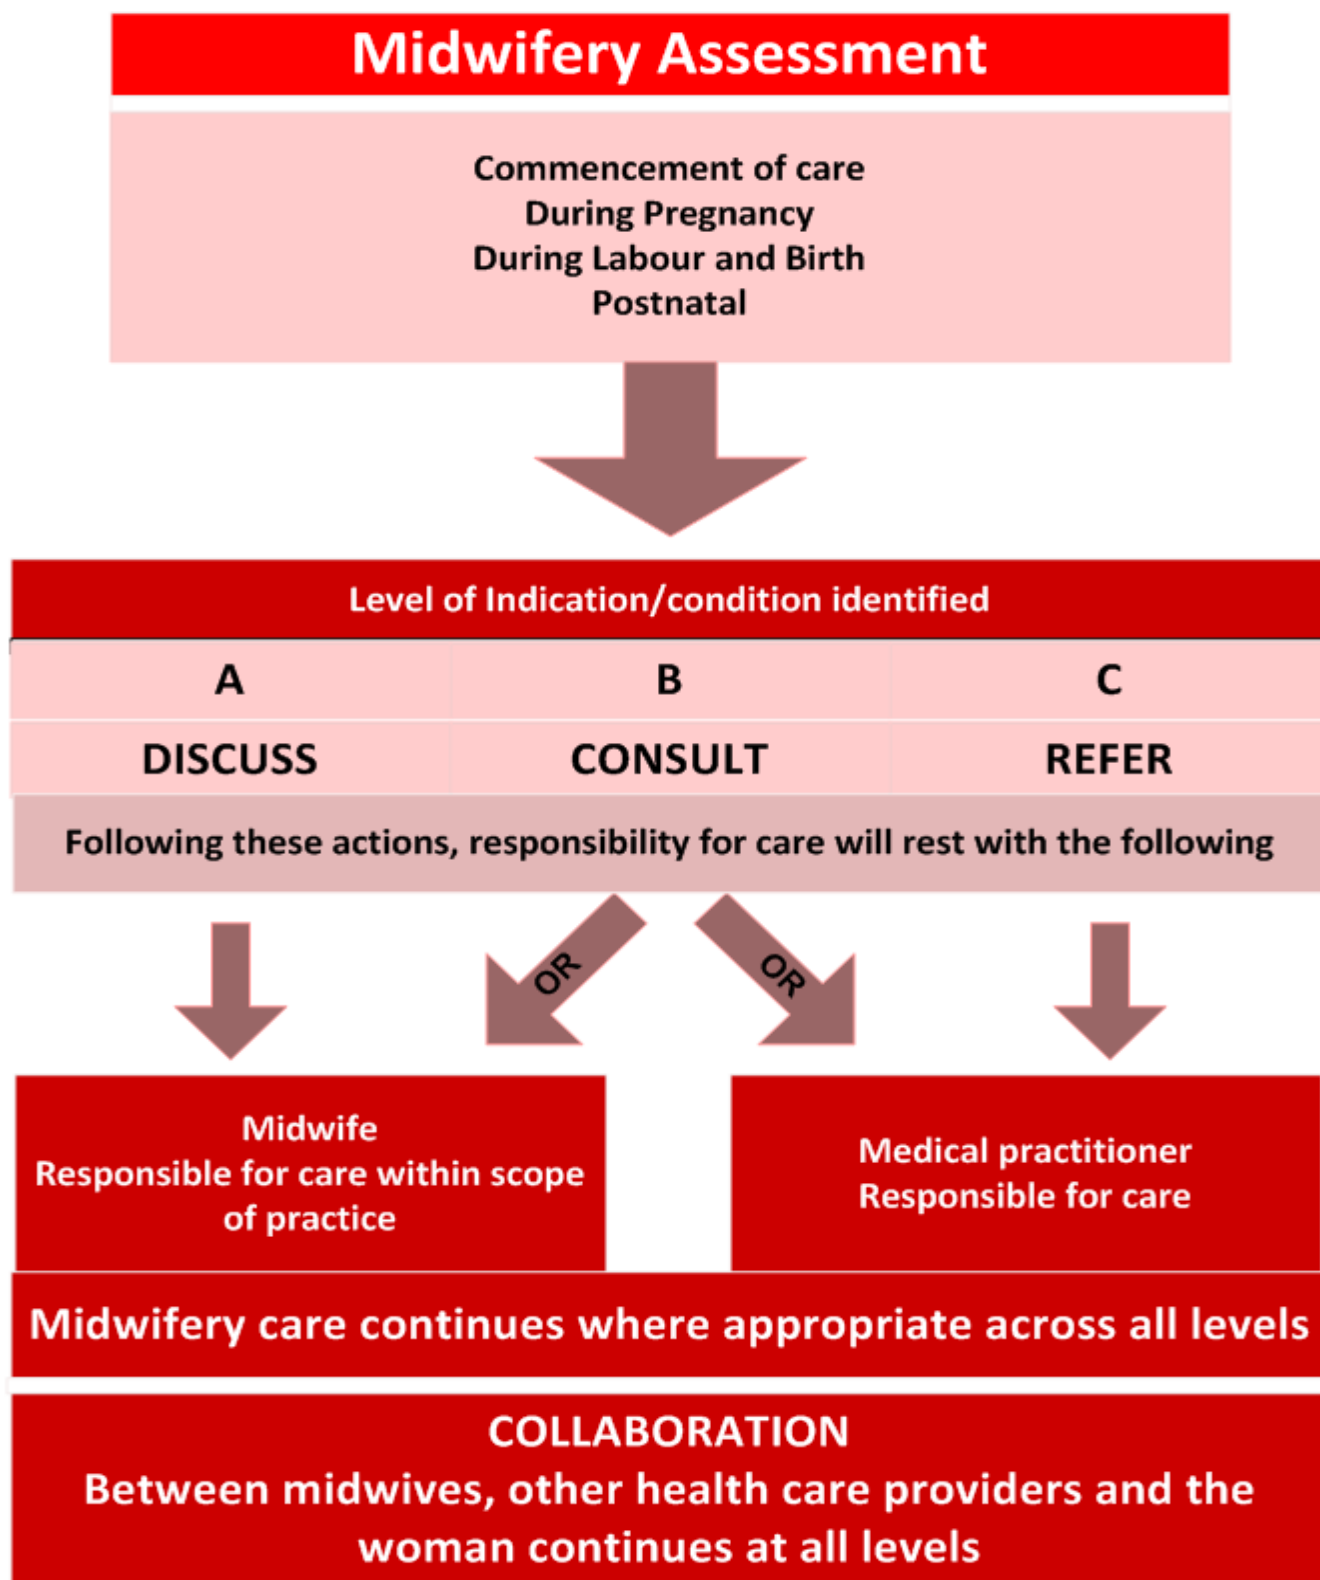 Midwifery Assessment
Commencement of care
During Pregnancy
During Labour and Birth
Postnatal
Level of Indication/condition identified
A B C
DISCUSS CONSULT REFER
Following these actions, responsibility for care will rest with the following
OR OR
Midwife
Responsible for care within scope
of practice
Medical practitioner
Responsible for care
Midwifery care continues where appropriate across all levels
COLLABORATION
Between midwives, other health care providers and the
woman continues at all levels